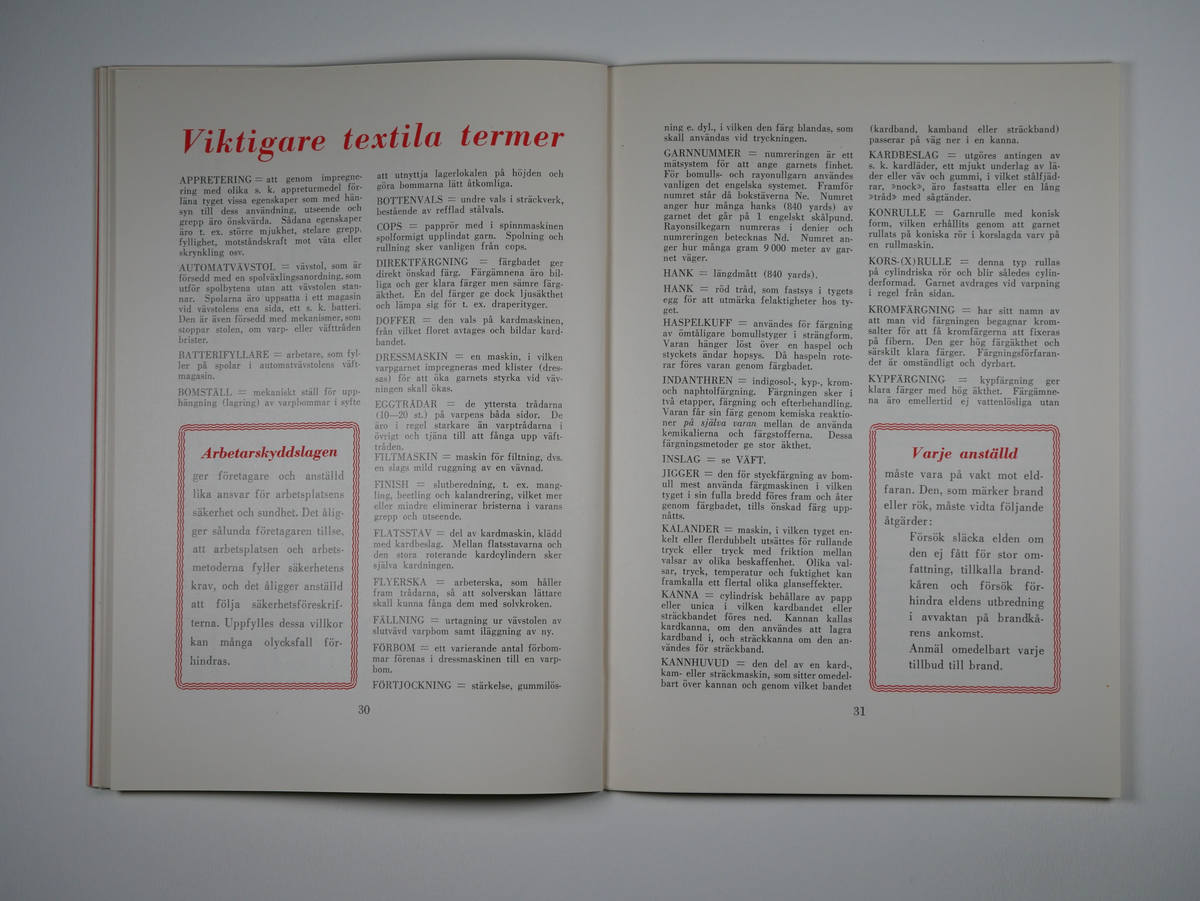 Viktigare textila termer
APPRETERING = att genom impregne-
ring med olika s. k. appreturmedel för-
läna tyget vissa egenskaper som med hän-
syn till dess användning, utseende och
grepp äro önskvärda. Sådana egenskaper
äro t. ex. större mjukhet, stelare grepp,
fyllighet, motståndskraft mot väta eller
skrynkling osv.
AUTOMATVÄVSTOL = vävstol, som är
försedd med en spolväxlingsanordning, som
utför spolbytena utan att vävstolen stan-
nar. Spolarna äro uppsatta i ett magasin
vid vävstolens ena sida, ett s. k. batteri.
Den är även försedd med mekanismer, som
stoppar stolen, om varp- eller väfttråden
brister.
BATTERIFYLLARE = arbetare, som fyl-
ler på spolar i automatvävstolens väft-
magasin.
BOMSTÄLL = mekaniskt ställ för upp-
hängning (lagring) av varpbommar i syfte
Arbetarskyddslagen
ger företagare och anställd
lika ansvar för arbetsplatsens
säkerhet och sundhet. Det ålig-
ger sålunda företagaren tillse,
att arbetsplatsen och arbets-
metoderna fyller säkerhetens
krav, och det åligger anställd
att följa säkerhetsföreskrif-
terna. Uppfylles dessa villkor
kan många olycksfall för-
hindras.
att utnyttja lagerlokalen på höjden och
göra bommarna lätt åtkomliga.
BOTTENVALS = undre vals i sträckverk,
bestående av refflad stålvals.
COPS = papprör med i spinnmaskinen
spolformigt upplindat garn. Spolning och
rullning sker vanligen från cops.
DIREKTFÄRGNING = färgbadet ger
direkt önskad färg. Färgämnena äro bil-
liga och ger klara färger men sämre färg-
äkthet. En del färger ge dock ljusäkthet
och lämpa sig för t. ex. draperityger.
DOFFER = den vals på kardmaskinen,
från vilket floret avtages och bildar kard-
bandet.
DRESSMASKIN = en maskin, i vilken
varpgarnet impregneras med klister (dres-
sas) för att öka garnets styrka vid väv-
ningen skall ökas.
EGGTRÅDAR = de yttersta trådarna
(10—20 st.) på varpens båda sidor. De
äro i regel starkare än varptrådarna i
övrigt och tjäna till att fånga upp väft-
tråden.
FILTMASKIN = maskin för filtning, dvs.
en slags mild ruggning av en vävnad.
FINISH = slutberedning, t. ex. mang-
ling, beetling och kalandrering, vilket mer
eller mindre eliminerar bristerna i varans
grepp och utseende.
FLATSSTAV = del av kardmaskin, klädd
med kardbeslag. Mellan flatsstavarna och
den stora roterande kardcylindern sker
själva kardningen.
FLYERSKA = arbeterska, som håller
fram trådarna, så att solverskan lättare
skall kunna fånga dem med solvkroken.
FÄLLNING = urtagning ur vävstolen av
slutvävd varpbom samt iläggning av ny.
FÖRBOM = ett varierande antal förbom-
mar förenas i dressmaskinen till en varp-
bom.
FÖRTJOCKNING = stärkelse, gummilös-
30
ning e. dyl., i vilken den färg blandas, som
skall användas vid tryckningen.
GARNNUMMER = numreringen är ett
mätsystem för att ange garnets finhet.
För bomulls- och rayonullgarn användes
vanligen det engelska systemet. Framför
numret står då bokstäverna Ne. Numret
anger hur många hanks (840 yards) av
garnet det går på 1 engelskt skålpund.
Rayonsilkegarn numreras i denier och
numreringen betecknas Nd. Numret an-
ger hur många gram 9 000 meter av gar-
net väger.
HANK = längdmått (840 yards).
HANK = röd tråd, som fastsys i tygets
egg för att utmärka felaktigheter hos ty-
get.
HASPELKUFF = användes för färgning
av ömtåligare bomullstyger i strängform.
Varan hänger löst över en haspel och
styckets ändar hopsys. Då haspeln rote-
rar föres varan genom färgbadet.
INDANTHREN = indigosol-, kyp-, krom-
och naphtolfärgning. Färgningen sker i
två etapper, färgning och efterbehandling.
Varan får sin färg genom kemiska reaktio-
ner på själva varan mellan de använda
kemikalierna och färgstofferna. Dessa
färgningsmetoder ge stor äkthet.
INSLAG = se VÄFT.
JIGGER = den för styckfärgning av bom-
ull mest använda färgmaskinen i vilken
tyget i sin fulla bredd föres fram och åter
genom färgbadet, tills önskad färg upp-
nåtts.
KALANDER = maskin, i vilken tyget en-
kelt eller flerdubbelt utsättes för rullande
tryck eller tryck med friktion mellan
valsar av olika beskaffenhet. Olika val-
sar, tryck, temperatur och fuktighet kan
framkalla ett flertal olika glanseffekter.
KANNA = cylindrisk behållare av papp
eller unica i vilken kardbandet eller
sträckbandet föres ned. Kannan kallas
kardkanna, om den användes att lagra
kardband i, och sträckkanna om den an-
vändes för sträckband.
KANNHUVUD = den del av en kard-,
kam- eller sträckmaskin, som sitter omedel-
bart över kannan och genom vilket bandet
(kardband, kamband eller sträckband)
passerar på väg ner i en kanna.
KARDBESLAG = utgöres antingen av
s. k. kardläder, ett mjukt underlag av lä-
der eller väv och gummi, i vilket stålfjäd-
rar, »nock», äro fastsatta eller en lång
»tråd» med sågtänder.
KONRULLE = Garnrulle med konisk
form, vilken erhållits genom att garnet
rullats på koniska rör i korslagda varv på
en rullmaskin.
KORS-(X)RULLE = denna typ rullas
på cylindriska rör och blir således cylin-
derformad. Garnet avdrages vid varpning
i regel från sidan.
KROMFÄRGNING = har sitt namn av
att man vid färgningen begagnar krom-
salter för att få kromfärgerna att fixeras
på fibern. Den ger hög färgäkthet och
särskilt klara färger. Färgningsförfaran-
det är omständligt och dyrbart.
KYPFÄRGNING = kypfärgning ger
klara färger med hög äkthet. Färgämne-
na äro emellertid ej vattenlösliga utan
Varje anställd
måste vara på vakt mot eld-
faran. Den, som märker brand
eller rök, måste vidta följande
åtgärder:
Försök släcka elden om
den ej fått för stor om-
fattning, tillkalla brand-
kåren och försök för-
hindra eldens utbredning
i avvaktan på brandkå-
rens ankomst.
Anmäl omedelbart varje
tillbud till brand.
31